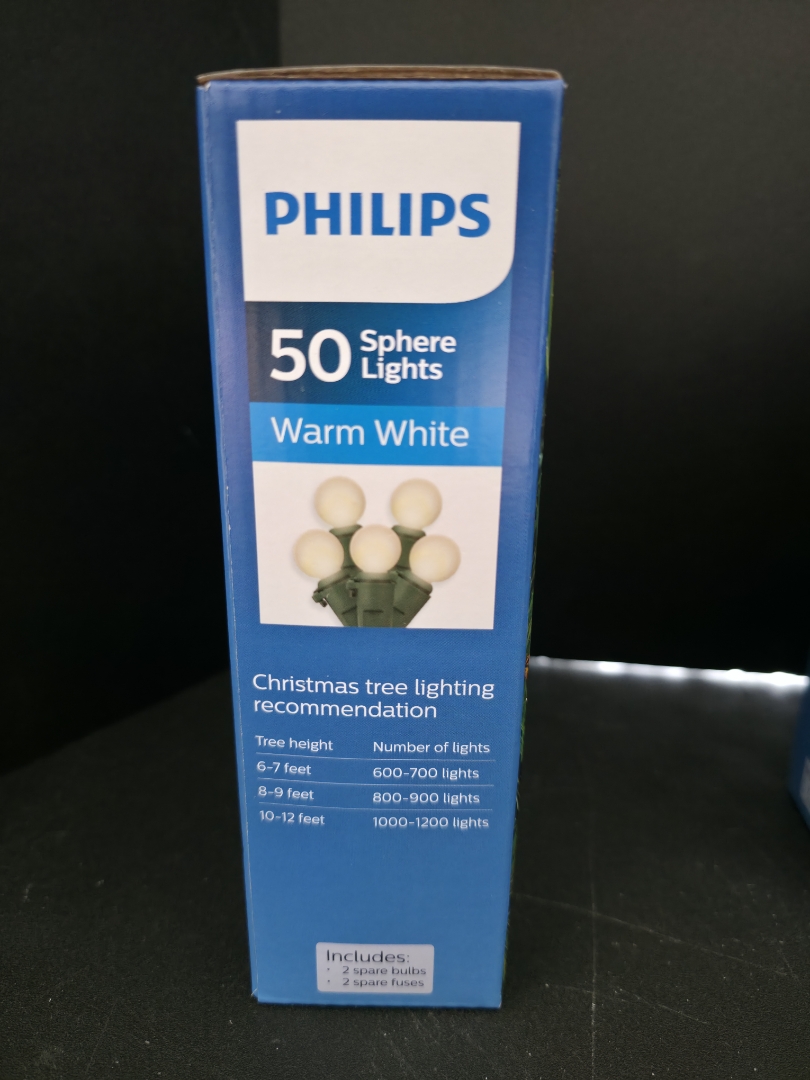 PHILIPS
50 Sphere
Lights
Warm White
Christmas tree lighting
recommendation
Tree height Number of lights
6-7 feet 600-700 lights
8-9 feet 800-900 lights
10-12 feet 1000-1200 lights
Includes:
· 2 spare bulbs
· 2 spare fuses